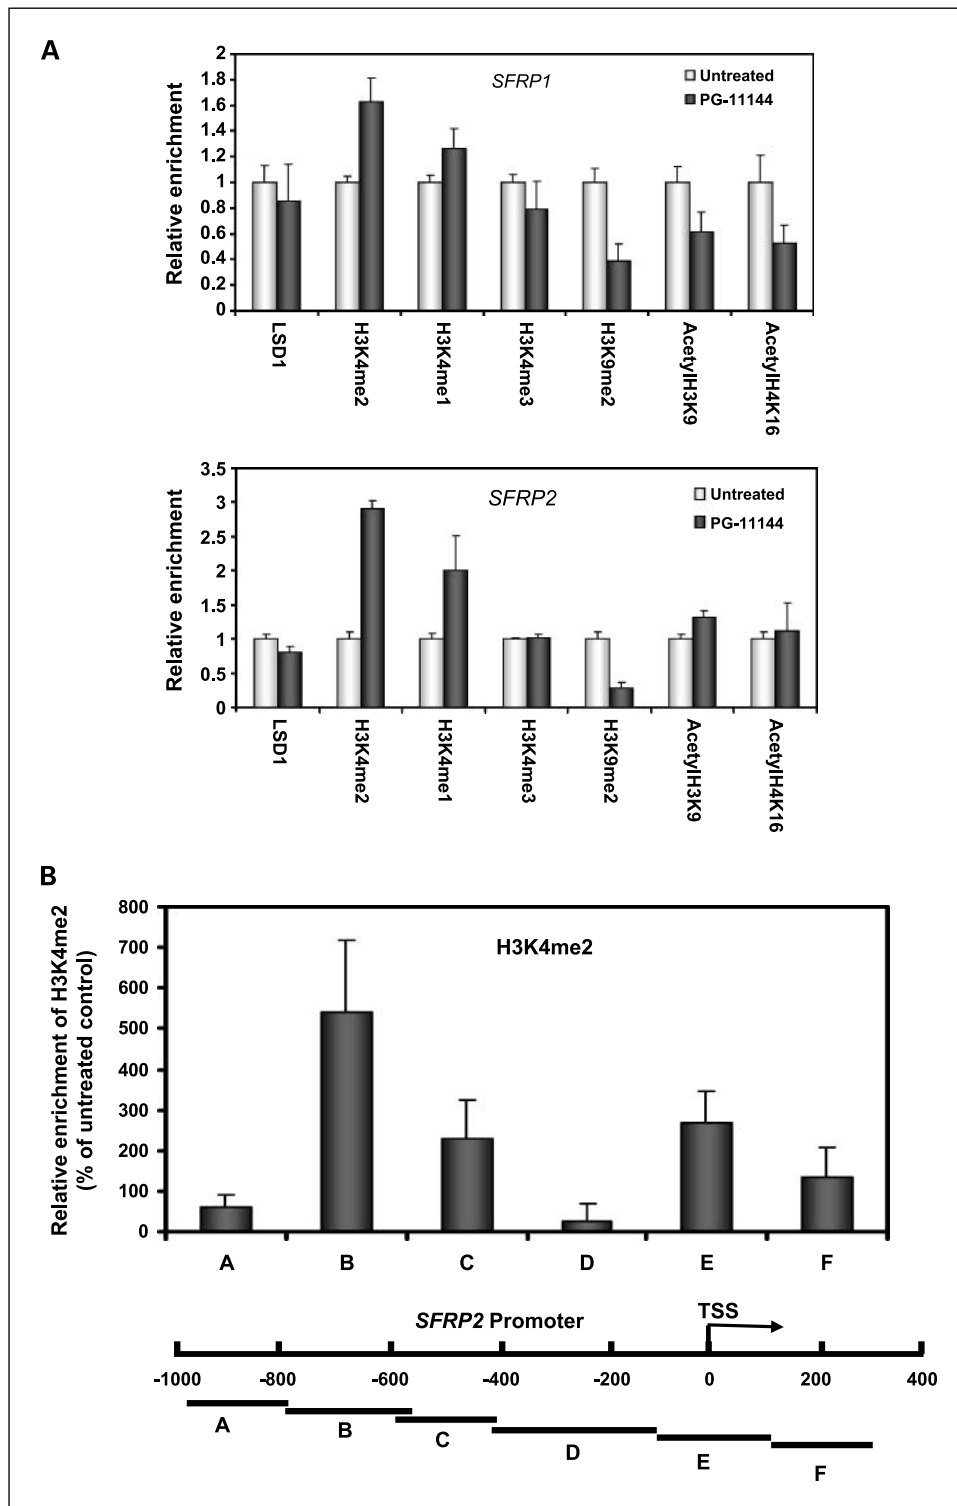 A
SFRP1
Untreated
PG-11144
Relative enrichment
2
1.8
1.6
1.4
1.2
1
0.8
0.6
0.4
0.2
0
LSD1
H3K4me2
H3K4me1
H3K4me3
H3K9me2
AcetylH3K9
AcetylH4K16
SFRP2
Untreated
PG-11144
Relative enrichment
3.5
3
2.5
2
1.5
1
0.5
0
LSD1
H3K4me2
H3K4me1
H3K4me3
H3K9me2
AcetylH3K9
AcetylH4K16
B
H3K4me2
Relative enrichment of H3K4me2
(% of untreated control)
800
700
600
500
400
300
200
100
0
A B C D E F
SFRP2 Promoter
TSS
-1000 -800 -600 -400 -200 0 200 400
A
B
C
D
E
F